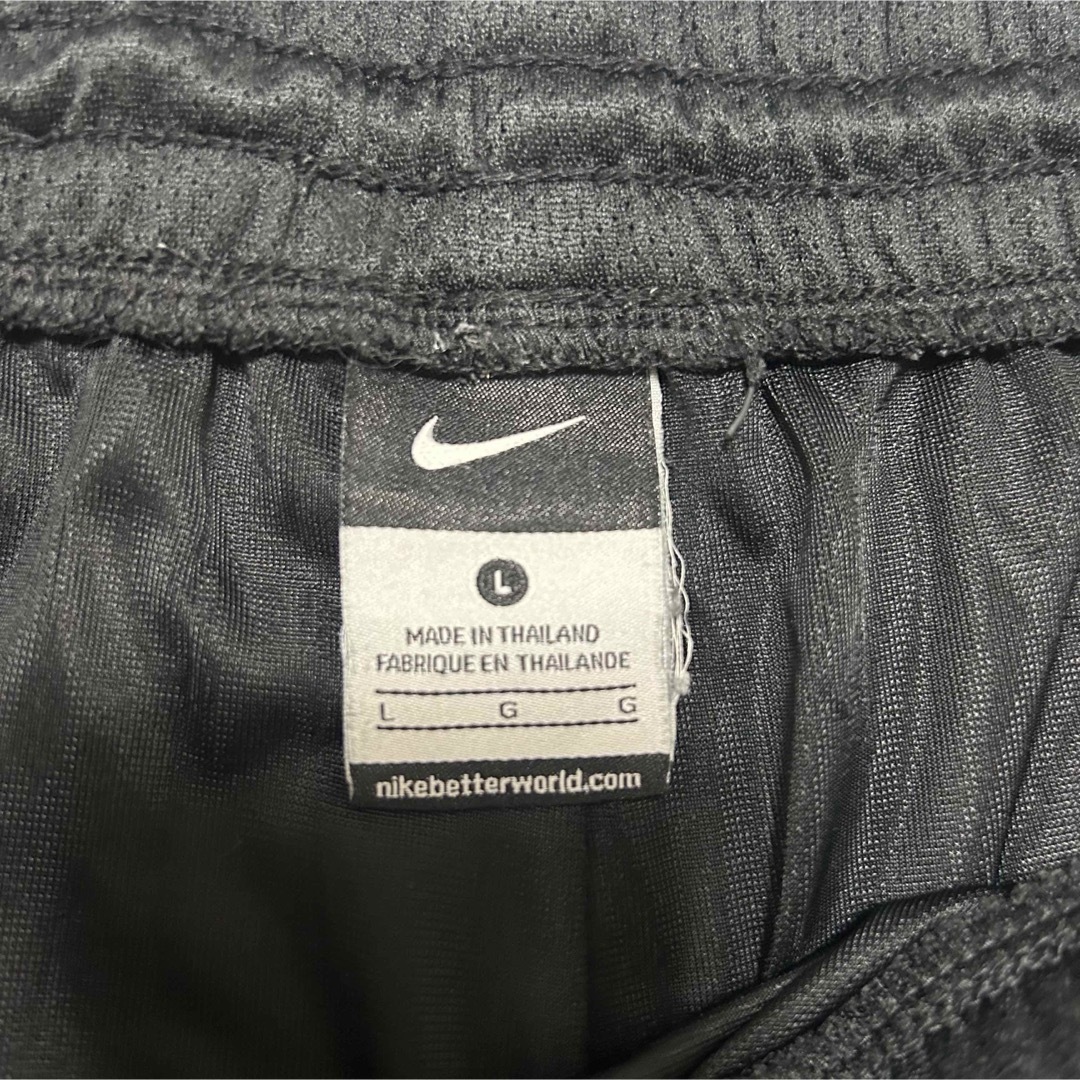 L
MADE IN THAILAND
FABRIQUE EN THAILANDE
L G G
nikebetterworld.com